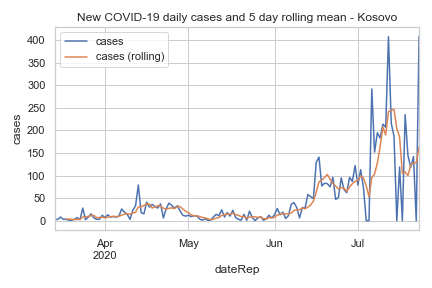 New COVID-19 daily cases and 5 day rolling mean - Kosovo
cases
cases (rolling)
400
350
300
250
200
150
100
50
0
cases
Apr
2020
May
Jun
Jul
dateRep